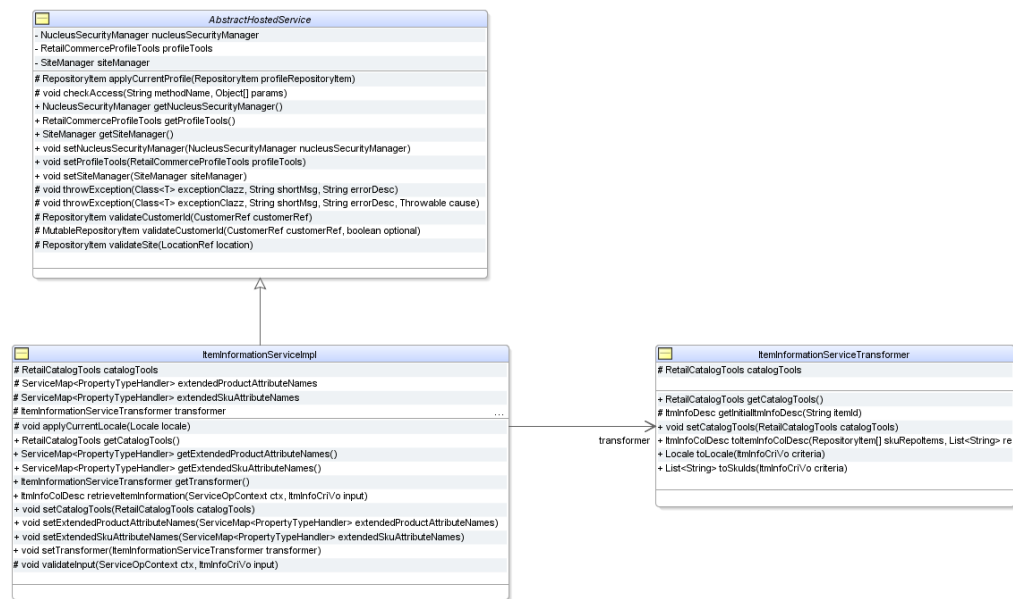 AbstractHostedService
- NucleusSecurityManager nucleusSecurityManager
- RetailCommerceProfileTools profileTools
- SiteManager siteManager
# RepositoryItem applyCurrentProfile(RepositoryItem profileRepositoryItem)
# void checkAccess(String methodName, Object[] params)
+ NucleusSecurityManager getNucleusSecurityManager()
+ RetailCommerceProfileTools getProfileTools()
+ SiteManager getSiteManager()
+ void setNucleusSecurityManager(NucleusSecurityManager nucleusSecurityManager)
+ void setProfileTools(RetailCommerceProfileTools profileTools)
+ void setSiteManager(SiteManager siteManager)
# void throwException(Class<T> exceptionClazz, String shortMsg, String errorDesc)
# void throwException(Class<T> exceptionClazz, String shortMsg, String errorDesc, Throwable cause)
# RepositoryItem validateCustomerId(CustomerRef customerRef)
# MutableRepositoryItem validateCustomerId(CustomerRef customerRef, boolean optional)
# RepositoryItem validateSite(LocationRef location)
ItemInformationServiceImpl
# RetailCatalogTools catalogTools
# ServiceMap<PropertyTypeHandler> extendedProductAttributeNames
# ServiceMap<PropertyTypeHandler> extendedSkuAttributeNames
# ItemInformationServiceTransformer transformer ...
# void applyCurrentLocale(Locale locale)
+ RetailCatalogTools getCatalogTools()
+ ServiceMap<PropertyTypeHandler> getExtendedProductAttributeNames()
+ ServiceMap<PropertyTypeHandler> getExtendedSkuAttributeNames()
+ ItemInformationServiceTransformer getTransformer()
+ ItmInfoColDesc retrieveItemInformation(ServiceOpContext ctx, ItmInfoCriVo input)
+ void setCatalogTools(RetailCatalogTools catalogTools)
+ void setExtendedProductAttributeNames(ServiceMap<PropertyTypeHandler> extendedProductAttributeNames)
+ void setExtendedSkuAttributeNames(ServiceMap<PropertyTypeHandler> extendedSkuAttributeNames)
+ void setTransformer(ItemInformationServiceTransformer transformer)
# void validateInput(ServiceOpContext ctx, ItmInfoCriVo input)
transformer
ItemInformationServiceTransformer
# RetailCatalogTools catalogTools
+ RetailCatalogTools getCatalogTools()
# ItmInfoDesc getInitialItmInfoDesc(String itemId)
+ void setCatalogTools(RetailCatalogTools catalogTools)
+ ItmInfoColDesc toItemInfoColDesc(RepositoryItem[] skuRepoItems, List<String> re
+ Locale toLocale(ItmInfoCriVo criteria)
+ List<String> toSkuIds(ItmInfoCriVo criteria)